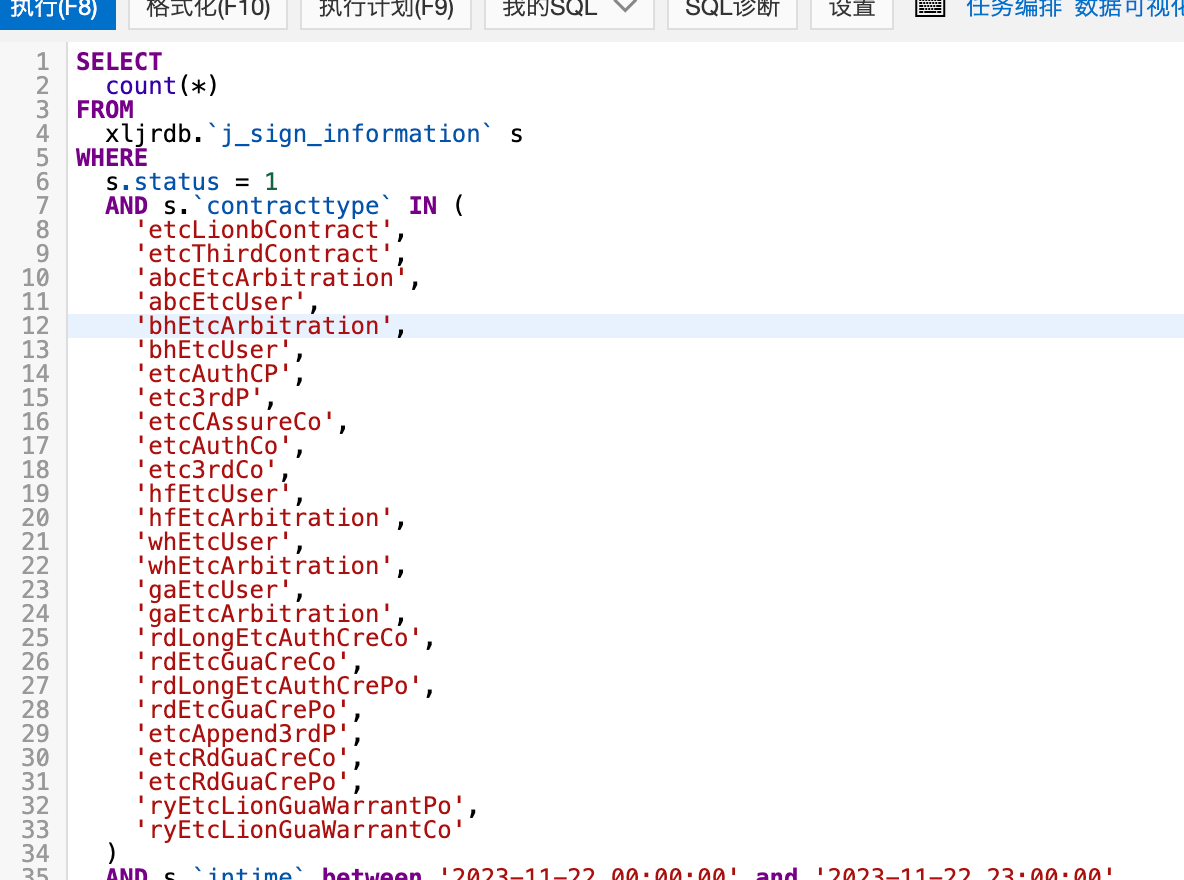 执行(F8) 格式化(F10) 执行计划(F9) 我的SQL SQL诊断 设置 任务编排 数据可视化
1 SELECT
2 count(*)
3 FROM
4 xljrdb.`j_sign_information` s
5 WHERE
6 s.status = 1
7 AND s.`contracttype` IN (
8 'etcLionbContract',
9 'etcThirdContract',
10 'abcEtcArbitration',
11 'abcEtcUser',
12 'bhEtcArbitration',
13 'bhEtcUser',
14 'etcAuthCP',
15 'etc3rdP',
16 'etcCAssureCo',
17 'etcAuthCo',
18 'etc3rdCo',
19 'hfEtcUser',
20 'hfEtcArbitration',
21 'whEtcUser',
22 'whEtcArbitration',
23 'gaEtcUser',
24 'gaEtcArbitration',
25 'rdLongEtcAuthCreCo',
26 'rdEtcGuaCreCo',
27 'rdLongEtcAuthCrePo',
28 'rdEtcGuaCrePo',
29 'etcAppend3rdP',
30 'etcRdGuaCreCo',
31 'etcRdGuaCrePo',
32 'ryEtcLionGuaWarrantPo',
33 'ryEtcLionGuaWarrantCo'
34 )
35 AND s.`intime` between '2023-11-22 00:00:00' and '2023-11-22 23:00:00'